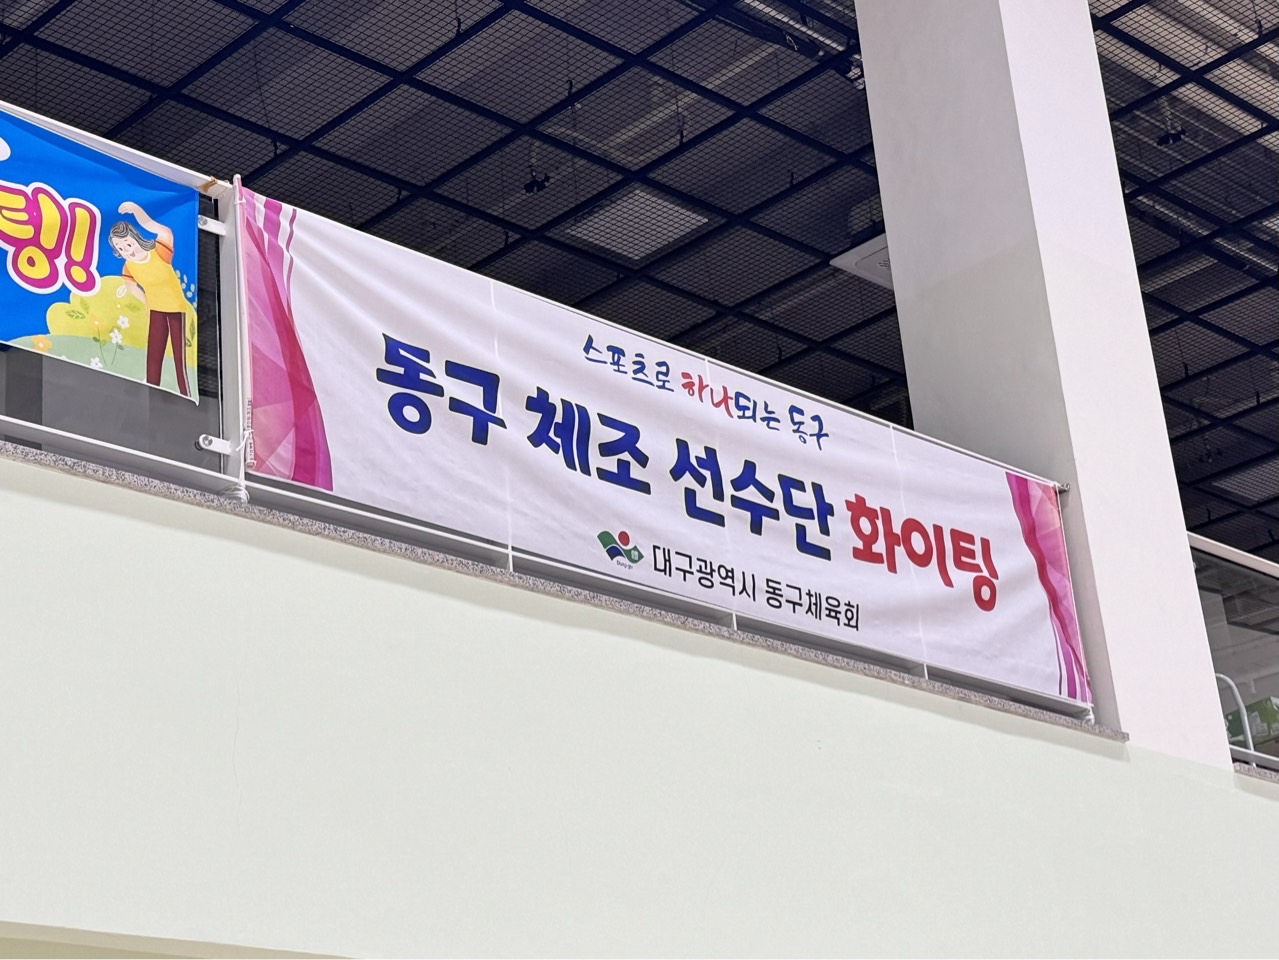 팅!
스포츠로 하나되는 동구
동구 체조 선수단 화이팅
대구광역시 동구체육회